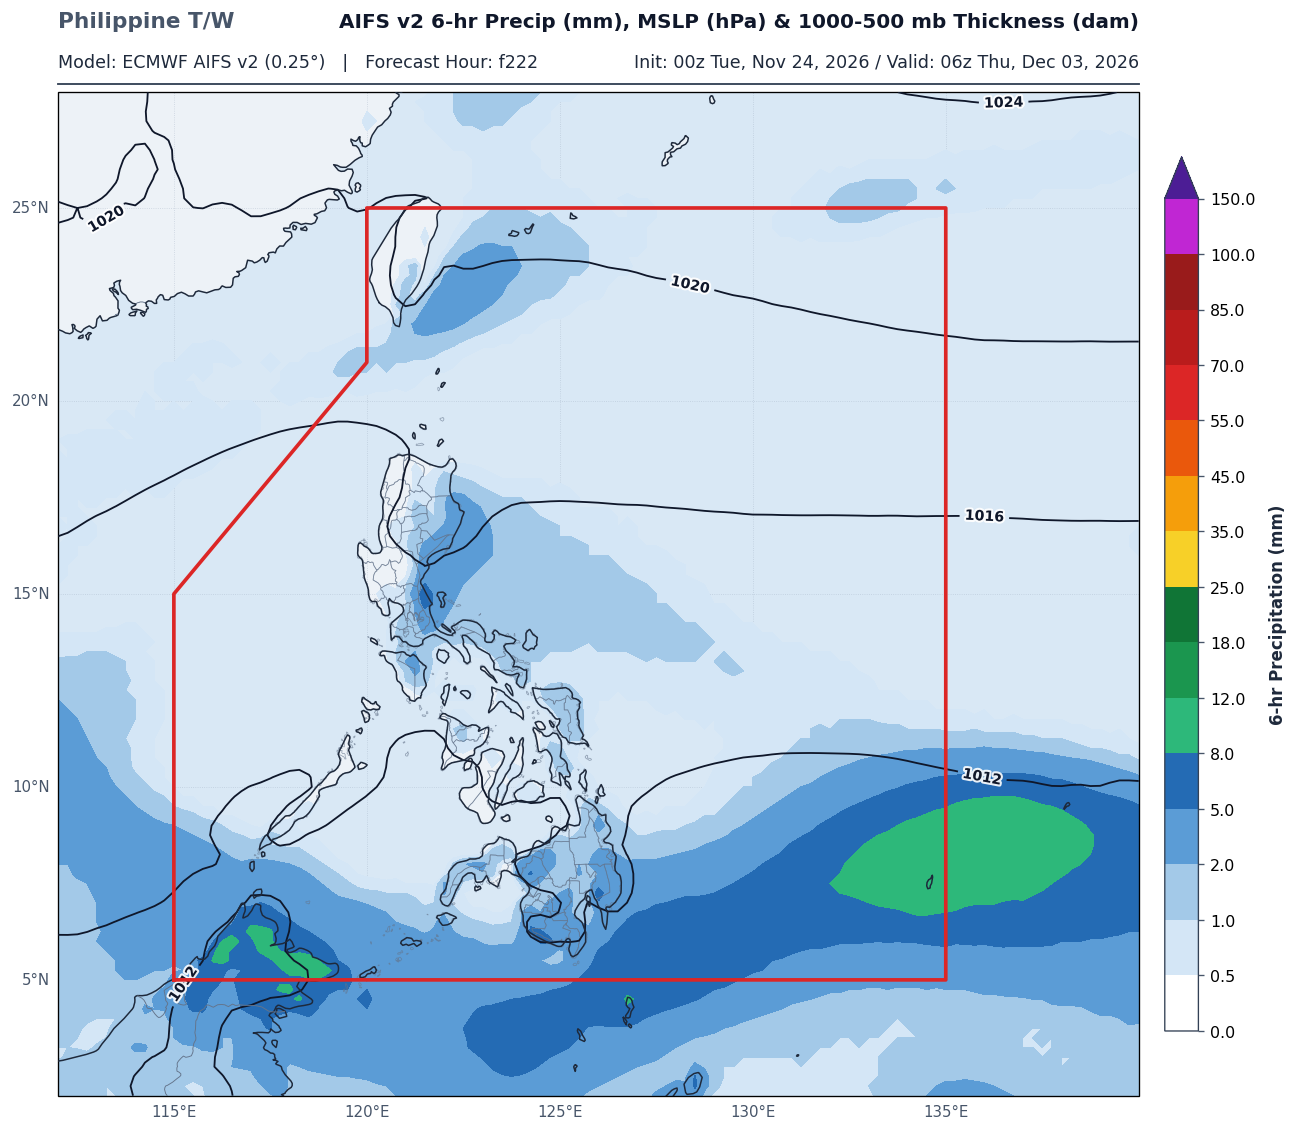 Philippine T/W
AIFS v2 6-hr Precip (mm), MSLP (hPa) & 1000-500 mb Thickness (dam)
Model: ECMWF AIFS v2 (0.25°) | Forecast Hour: f222
Init: 00z Tue, Nov 24, 2026 / Valid: 06z Thu, Dec 03, 2026
1024
1020
1020
1016
1012
1012
25°N
20°N
15°N
10°N
5°N
115°E
120°E
125°E
130°E
135°E
150.0
100.0
85.0
70.0
55.0
45.0
35.0
25.0
18.0
12.0
8.0
5.0
2.0
1.0
0.5
0.0
6-hr Precipitation (mm)